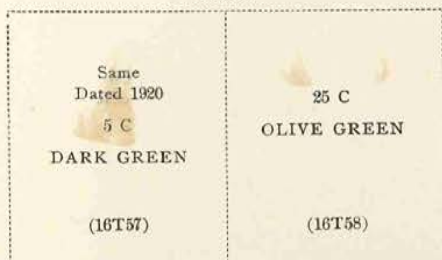 Same
Dated 1920
5 C
DARK GREEN
(16T57)
25 C
OLIVE GREEN
(16T58)